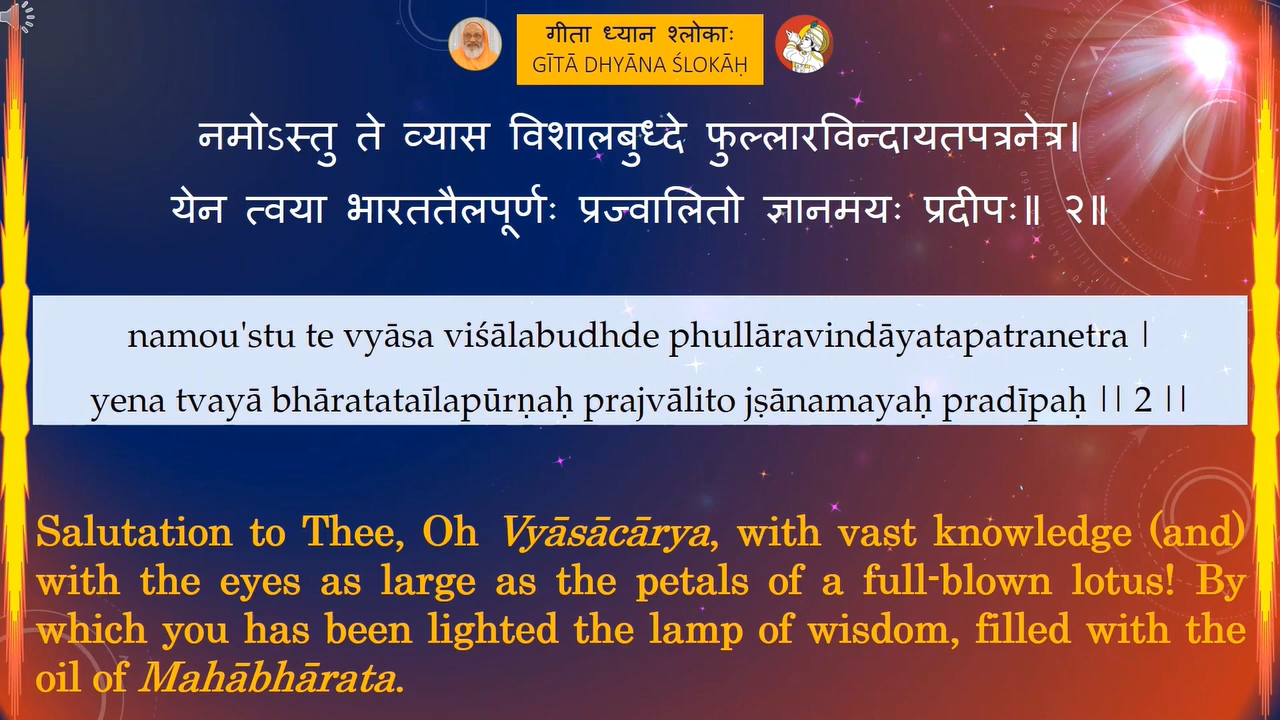 गीता ध्यान श्लोकाः
GĪTĀ DHYĀNA ŚLOKĀḤ
नमोऽस्तु ते व्यास विशालबुध्दे फुल्लारविन्दायतपत्रनेत्र।
येन त्वया भारततैलपूर्णः प्रज्वालितो ज्ञानमयः प्रदीपः॥ २॥
namou'stu te vyāsa viśālabudhde phullāravindāyatapatranetra |
yena tvayā bhāratataīlapūrṇaḥ prajvālito jṣānamayaḥ pradīpaḥ || 2 ||
Salutation to Thee, Oh Vyāsācārya, with vast knowledge (and)
with the eyes as large as the petals of a full-blown lotus! By
which you has been lighted the lamp of wisdom, filled with the
oil of Mahābhārata.